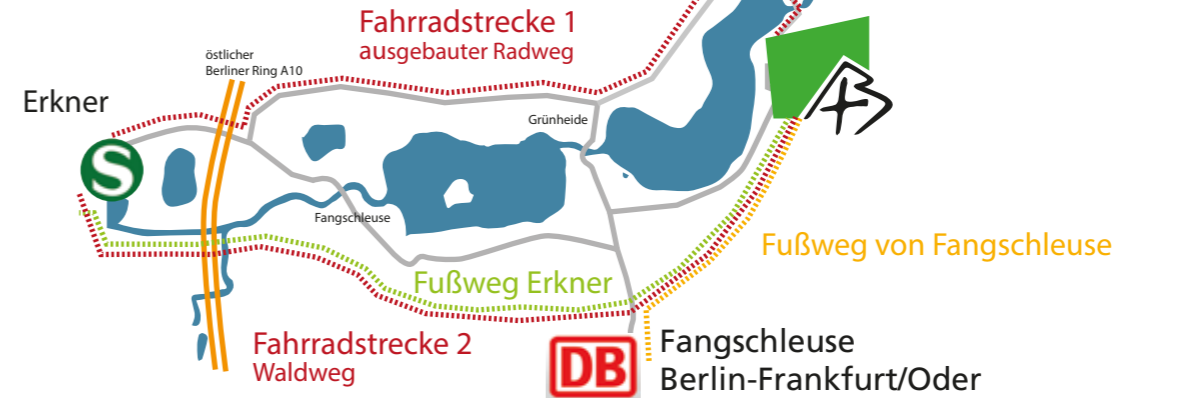 Fahrradstrecke 1
ausgebauter Radweg
östlicher
Berliner Ring A10
Erkner
Grünheide
S
Fangschleuse
Fußweg von Fangschleuse
Fußweg Erkner
Fahrradstrecke 2
Waldweg
DB
Fangschleuse
Berlin-Frankfurt/Oder